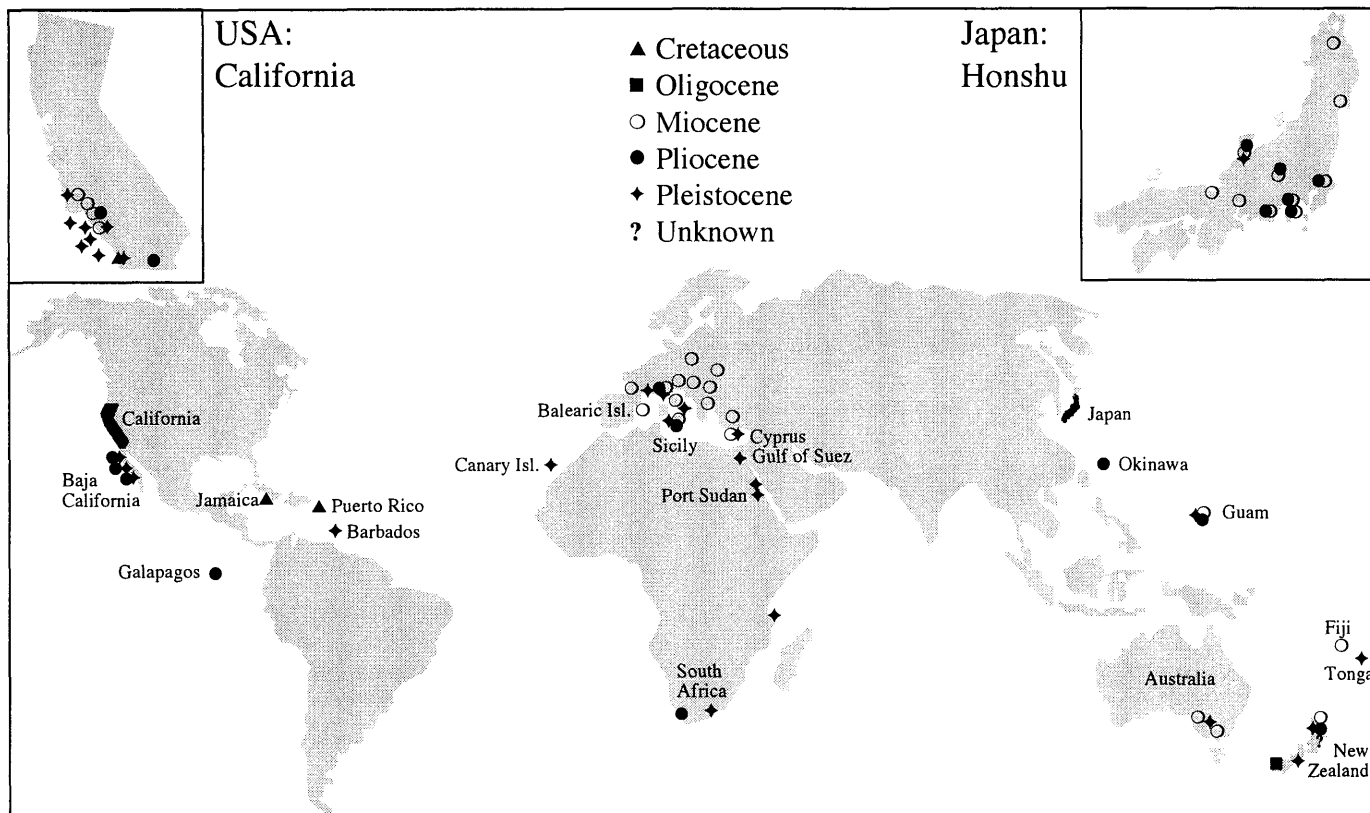 USA:
California
▲ Cretaceous
■ Oligocene
○ Miocene
● Pliocene
✦ Pleistocene
? Unknown
Japan:
Honshu
California
Baja
California
Jamaica
Puerto Rico
Barbados
Galapagos
Balearic Isl.
Canary Isl.
Sicily
Cyprus
Gulf of Suez
Port Sudan
South
Africa
Japan
Okinawa
Guam
Fiji
Tonga
Australia
?
New
Zealand